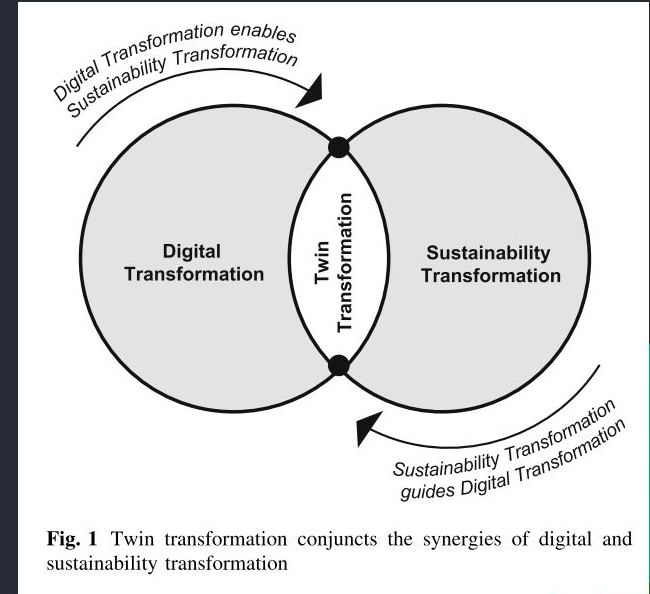 Digital Transformation enables
Sustainability Transformation
Digital
Transformation
Twin
Transformation
Sustainability
Transformation
Sustainability Transformation
guides Digital Transformation
Fig. 1 Twin transformation conjuncts the synergies of digital and
sustainability transformation